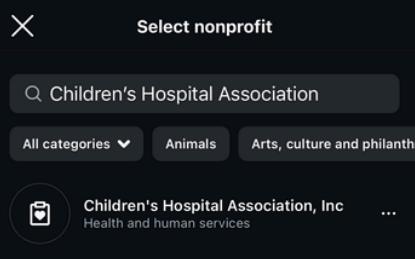 Select nonprofit
Children’s Hospital Association
All categories Animals Arts, culture and philanth
Children's Hospital Association, Inc
Health and human services